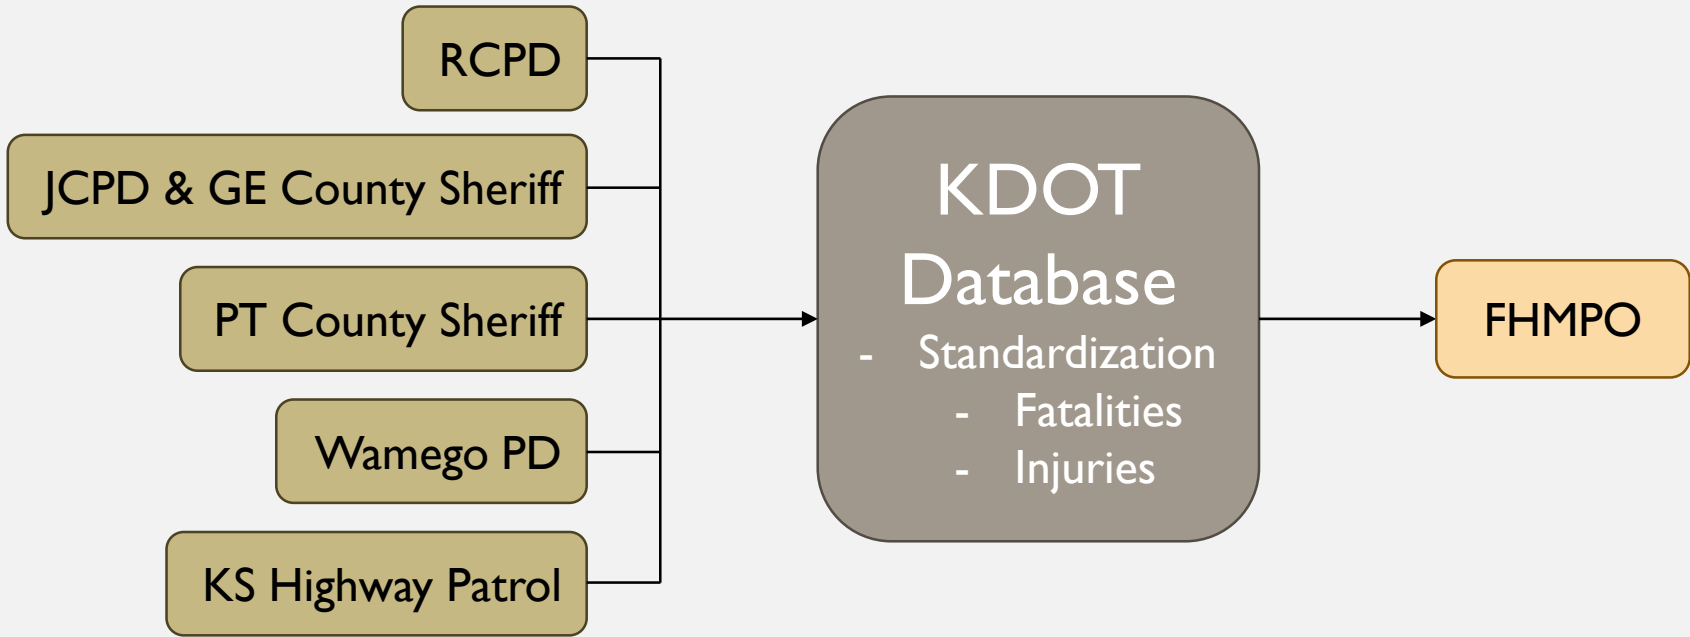 RCPD
JCPD & GE County Sheriff
PT County Sheriff
Wamego PD
KS Highway Patrol
KDOT
Database
- Standardization
- Fatalities
- Injuries
FHMPO